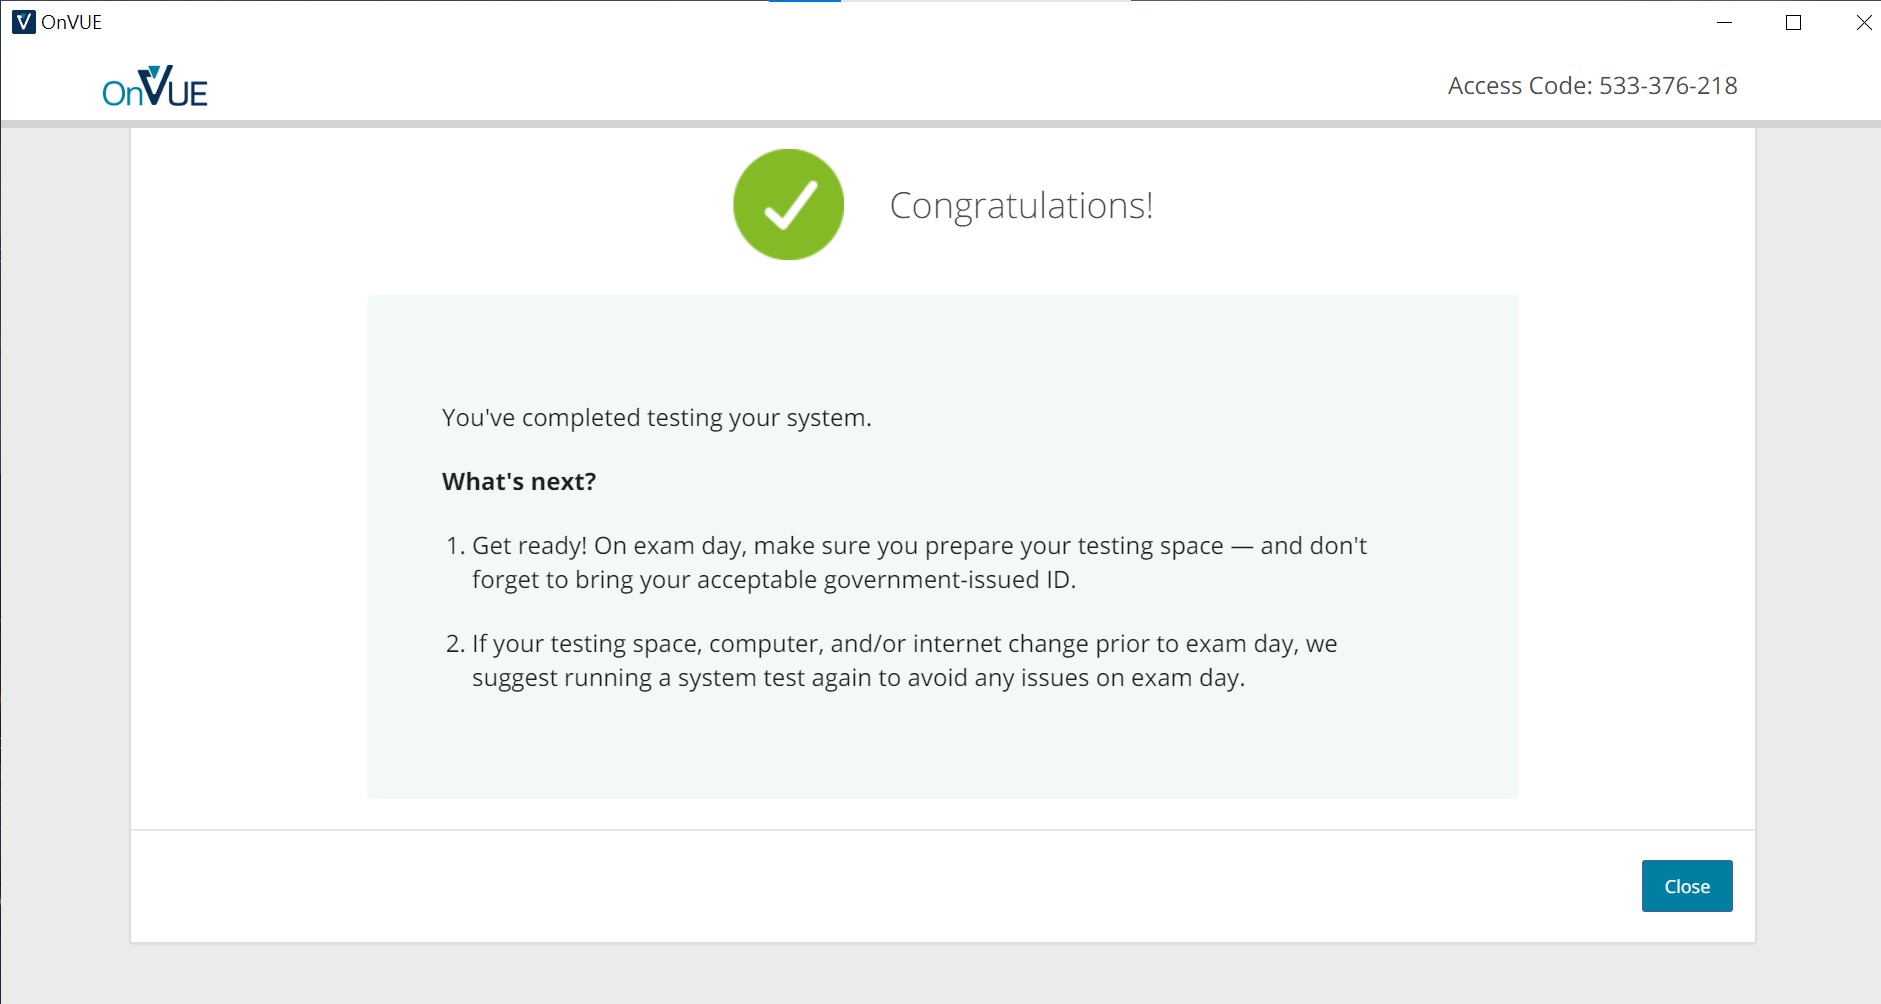 OnVUE
OnVUE
Access Code: 533-376-218
Congratulations!
You've completed testing your system.
What's next?
1. Get ready! On exam day, make sure you prepare your testing space — and don't
forget to bring your acceptable government-issued ID.
2. If your testing space, computer, and/or internet change prior to exam day, we
suggest running a system test again to avoid any issues on exam day.
Close